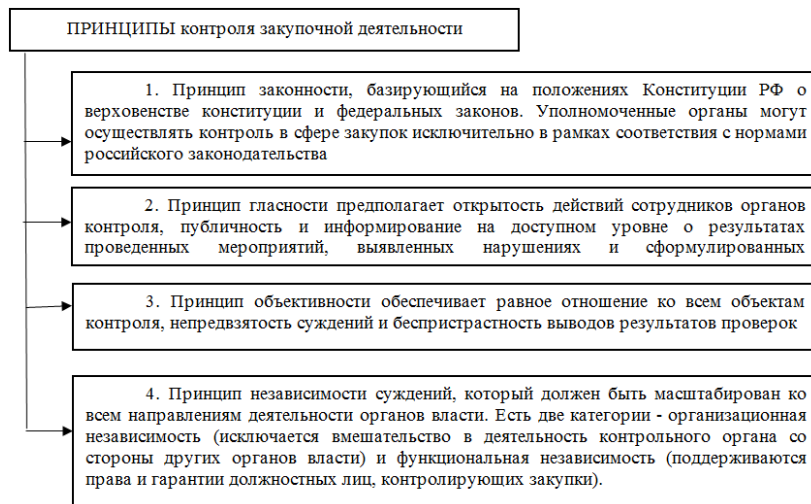 ПРИНЦИПЫ контроля закупочной деятельности
1. Принцип законности, базирующийся на положениях Конституции РФ о
верховенстве конституции и федеральных законов. Уполномоченные органы могут
осуществлять контроль в сфере закупок исключительно в рамках соответствия с нормами
российского законодательства
2. Принцип гласности предполагает открытость действий сотрудников органов
контроля, публичность и информирование на доступном уровне о результатах
проведенных мероприятий, выявленных нарушениях и сформулированных
3. Принцип объективности обеспечивает равное отношение ко всем объектам
контроля, непредвзятость суждений и беспристрастность выводов результатов проверок
4. Принцип независимости суждений, который должен быть масштабирован ко
всем направлениям деятельности органов власти. Есть две категории - организационная
независимость (исключается вмешательство в деятельность контрольного органа со
стороны других органов власти) и функциональная независимость (поддерживаются
права и гарантии должностных лиц, контролирующих закупки).